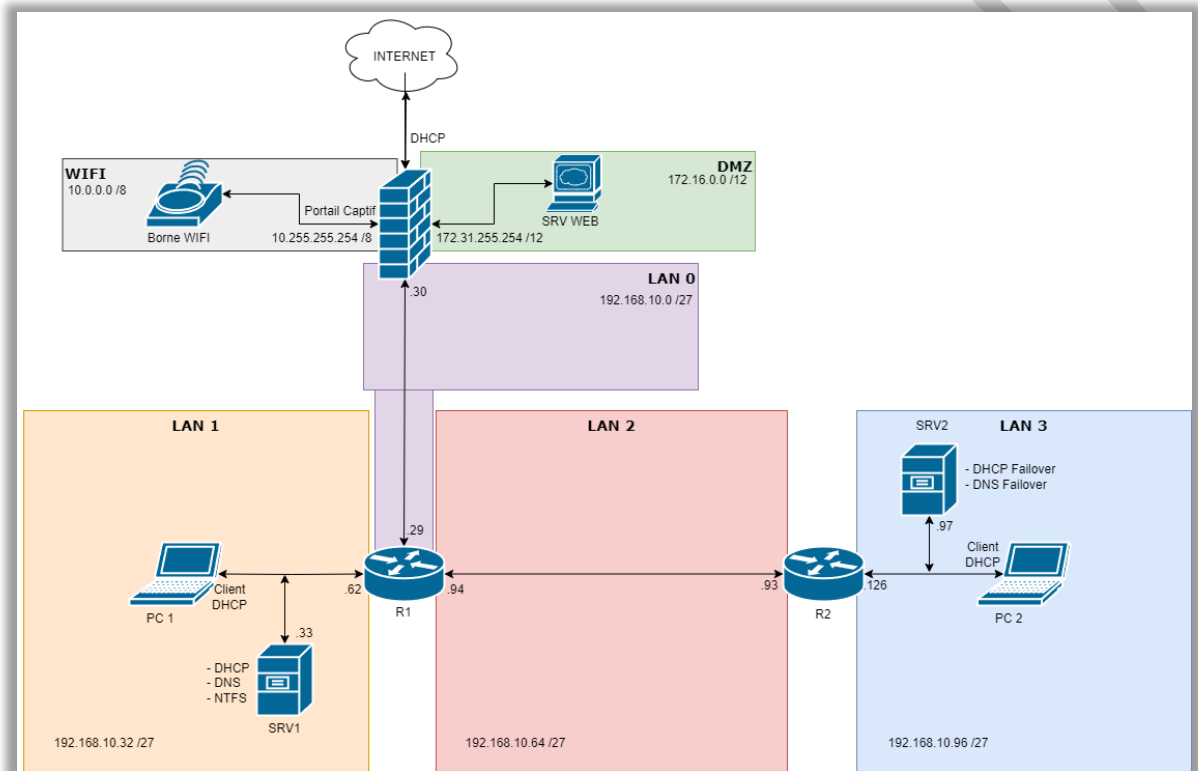 INTERNET
DHCP
WIFI
10.0.0.0 /8
Portail Captif
Borne WIFI
10.255.255.254 /8
DMZ
172.16.0.0 /12
SRV WEB
172.31.255.254 /12
.30
LAN 0
192.168.10.0 /27
LAN 1
.29
Client
DHCP
PC 1
.62
R1
.33
- DHCP
- DNS
- NTFS
SRV1
192.168.10.32 /27
LAN 2
.94
.93
192.168.10.64 /27
R2
SRV2
LAN 3
- DHCP Failover
- DNS Failover
.97
Client
DHCP
.126
PC 2
192.168.10.96 /27